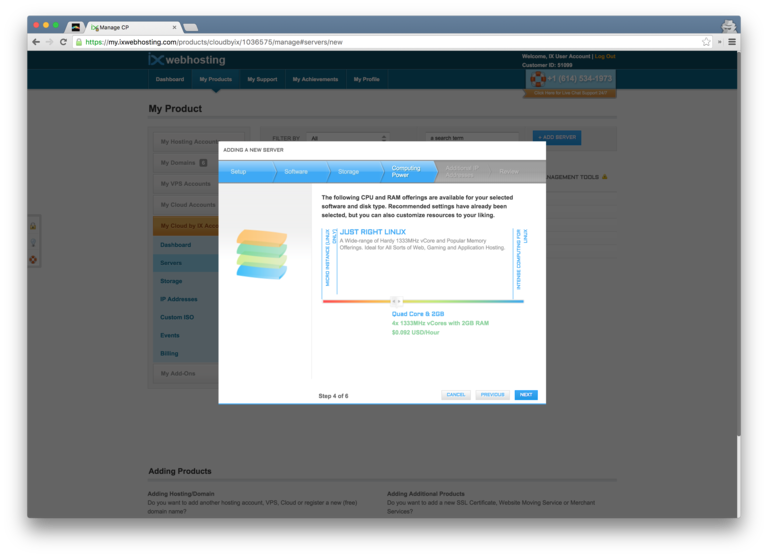 Manage CP
https://my.ixwebhosting.com/products/cloudbyix/1036575/manage#servers/new
ix webhosting
Welcome, IX User Account | Log Out
Customer ID: 51998
Dashboard
My Products
My Support
My Achievements
My Profile
+1 (614)-534-1973
My Product
My Hosting Account
My Domains
My VPS Accounts
My Cloud Accounts
My Cloud by IX
Dashboard
Servers
Storage
IP Addresses
Custom ISO
Events
Billing
My Add-Ons
FILTER BY
All
a search term
+ ADD SERVER
MANAGEMENT TOOLS
ADDING A NEW SERVER
Setup
Software
Storage
Computing Power
Additional IP
Addresses
Review
The following CPU and RAM offerings are available for your selected
software and disk type. Recommended settings have already been
selected, but you can also customize resources to your liking.
MICRO INSTANCE (LINUX ONLY)
JUST RIGHT LINUX
A Wide-range of Hardy 1333MHz vCore and Popular Memory
Offerings. Ideal for All Sorts of Web, Gaming and Application Hosting.
INTENSE COMPUTING FOR LINUX
Quad Core & 2GB
4x 1333MHz vCores with 2GB RAM
$0.092 USD/Hour
Step 4 of 6
CANCEL
PREVIOUS
NEXT
Adding Products
Adding Hosting/Domain
Do you want to add another hosting account, VPS, Cloud or register a new (free)
domain name?
Adding Additional Products
Do you want to add a new SSL Certificate, Website Moving Service or Merchant
Services?